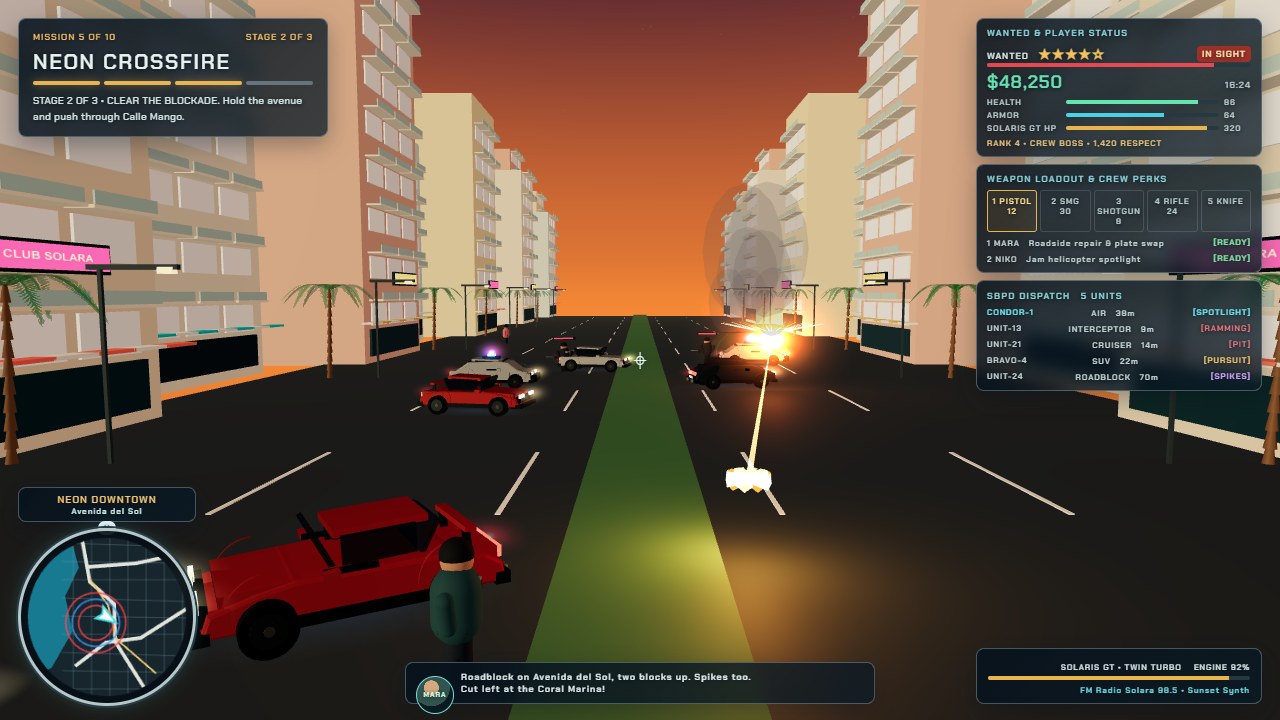 MISSION 5 OF 10 STAGE 2 OF 3
NEON CROSSFIRE
STAGE 2 OF 3 • CLEAR THE BLOCKADE. Hold the avenue
and push through Calle Mango.
WANTED & PLAYER STATUS
WANTED ★★★★☆ IN SIGHT
$48,250 16:24
HEALTH 86
ARMOR 64
SOLARIS GT HP 320
RANK 4 • CREW BOSS • 1,420 RESPECT
WEAPON LOADOUT & CREW PERKS
1 PISTOL
12
2 SMG
30
3
SHOTGUN
8
4 RIFLE
24
5 KNIFE
1 MARA Roadside repair & plate swap [READY]
2 NIKO Jam helicopter spotlight [READY]
SBPD DISPATCH 5 UNITS
CONDOR-1 AIR 38m [SPOTLIGHT]
UNIT-13 INTERCEPTOR 9m [RAMMING]
UNIT-21 CRUISER 14m [PIT]
BRAVO-4 SUV 22m [PURSUIT]
UNIT-24 ROADBLOCK 70m [SPIKES]
CLUB SOLARA
RA
NEON DOWNTOWN
Avenida del Sol
MARA
Roadblock on Avenida del Sol, two blocks up. Spikes too.
Cut left at the Coral Marina!
SOLARIS GT • TWIN TURBO ENGINE 92%
FM Radio Solara 98.5 • Sunset Synth